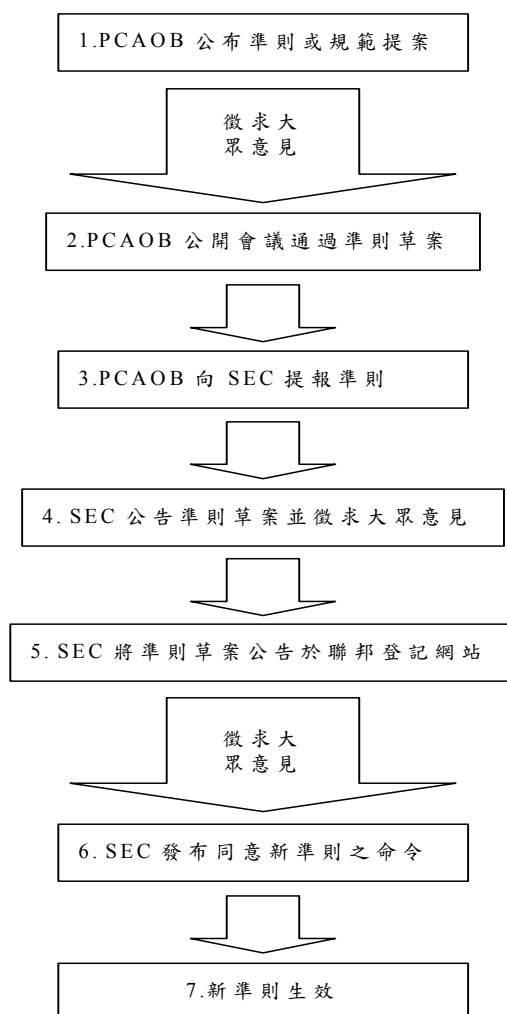 1.PCAOB 公布準則或規範提案
徵求大
眾意見
2.PCAOB 公開會議通過準則草案
3.PCAOB 向 SEC 提報準則
4. SEC 公告準則草案並徵求大眾意見
5. SEC 將準則草案公告於聯邦登記網站
徵求大
眾意見
6. SEC 發布同意新準則之命令
7.新準則生效